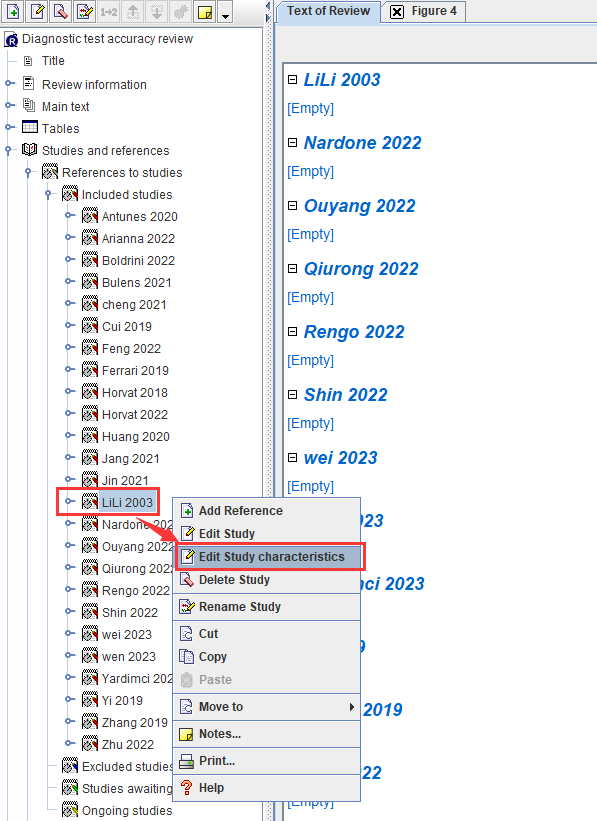 1→2
Diagnostic test accuracy review
Title
Review information
Main text
Tables
Studies and references
References to studies
Included studies
Antunes 2020
Arianna 2022
Boldrini 2022
Bulens 2021
cheng 2021
Cui 2019
Feng 2022
Ferrari 2019
Horvat 2018
Horvat 2022
Huang 2020
Jang 2021
Jin 2021
LiLi 2003
Nardone 202
Ouyang 2022
Qiurong 2022
Rengo 2022
Shin 2022
wei 2023
wen 2023
Yardimci 202
Yi 2019
Zhang 2019
Zhu 2022
Excluded studies
Studies awaiting
Ongoing studies
Add Reference
Edit Study
Edit Study characteristics
Delete Study
Rename Study
Cut
Copy
Paste
Move to
Notes...
Print...
Help
Text of Review
Figure 4
LiLi 2003
[Empty]
Nardone 2022
[Empty]
Ouyang 2022
[Empty]
Qiurong 2022
[Empty]
Rengo 2022
[Empty]
Shin 2022
[Empty]
wei 2023
[Empty]
023
nci 2023
2019
22
[Empty]